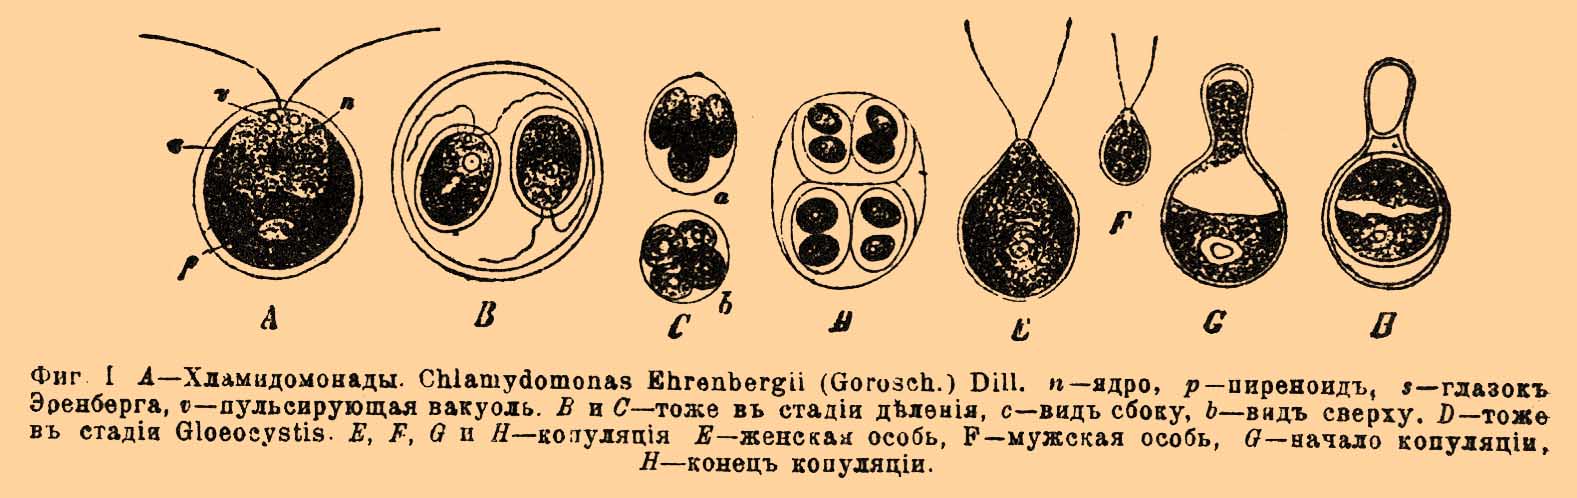 v
n
e
p
a
b
A
B
C
H
E
F
G
D
Фиг. I A—Хламидомонады. Chlamydomonas Ehrenbergii (Gorosch.) Dill. n—ядро, p—пиреноидъ, s—глазокъ
Эренберга, v—пульсирующая вакуоль. B и C—тоже въ стадіи дѣленія, c—видъ сбоку, b—видъ сверху. D—тоже
въ стадіи Gloeocystis. E, F, G и H—копуляція E—женская особь, F—мужская особь, G—начало копуляціи,
H—конецъ копуляціи.